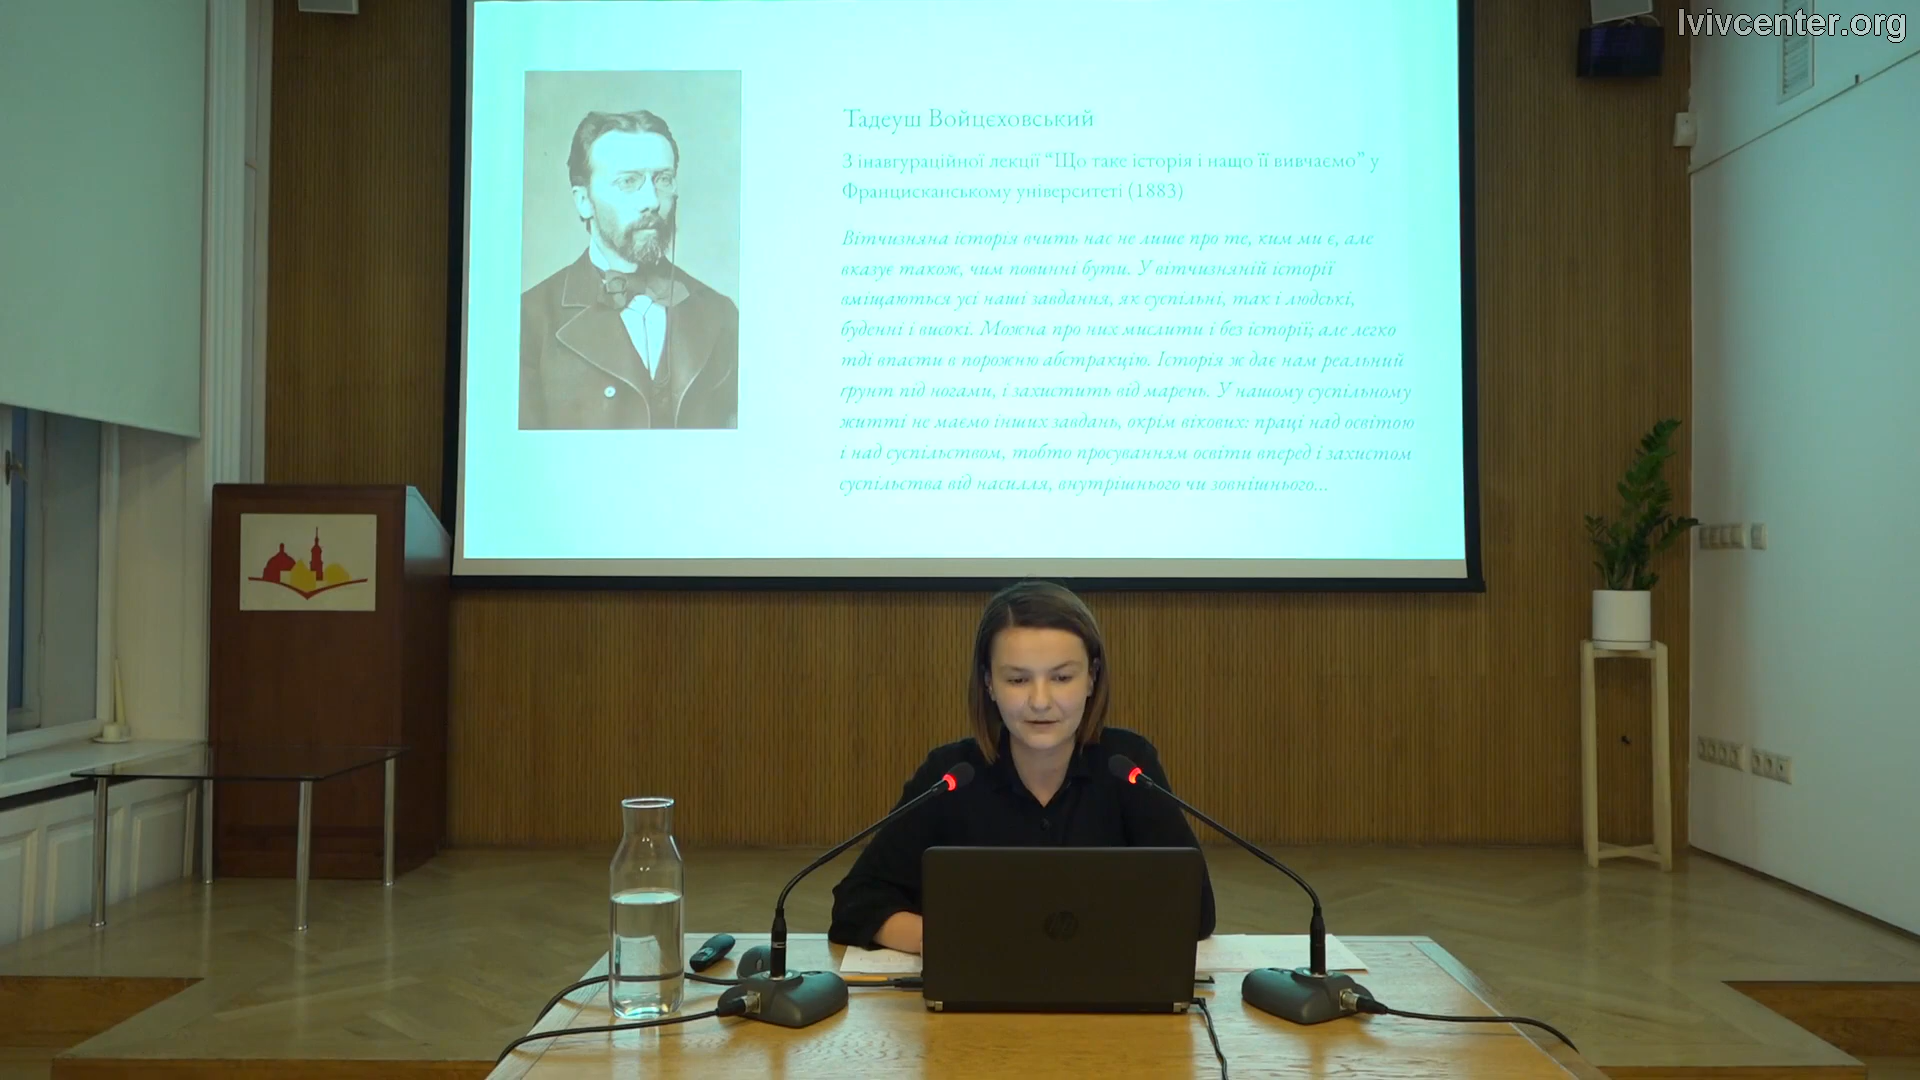 lvivcenter.org
Тадеуш Войцєховський
З інавгураційної лекції “Що таке історія і нащо її вивчаємо” у
Францисканському університеті (1883)
Вітчизняна історія вчить нас не лише про те, ким ми є, але
вказує також, чим повинні бути. У вітчизняній історії
вміщаються усі наші завдання, як суспільні, так і людські,
буденні і високі. Можна про них мислити і без історії; але легко
тді впасти в порожню абстракцію. Історія ж дає нам реальний
ґрунт під ногами, і захистить від марень. У нашому суспільному
житті не маємо інших завдань, окрім вікових: праці над освітою
і над суспільством, тобто просуванням освіти вперед і захистом
суспільства від насилля, внутрішнього чи зовнішнього...
hp